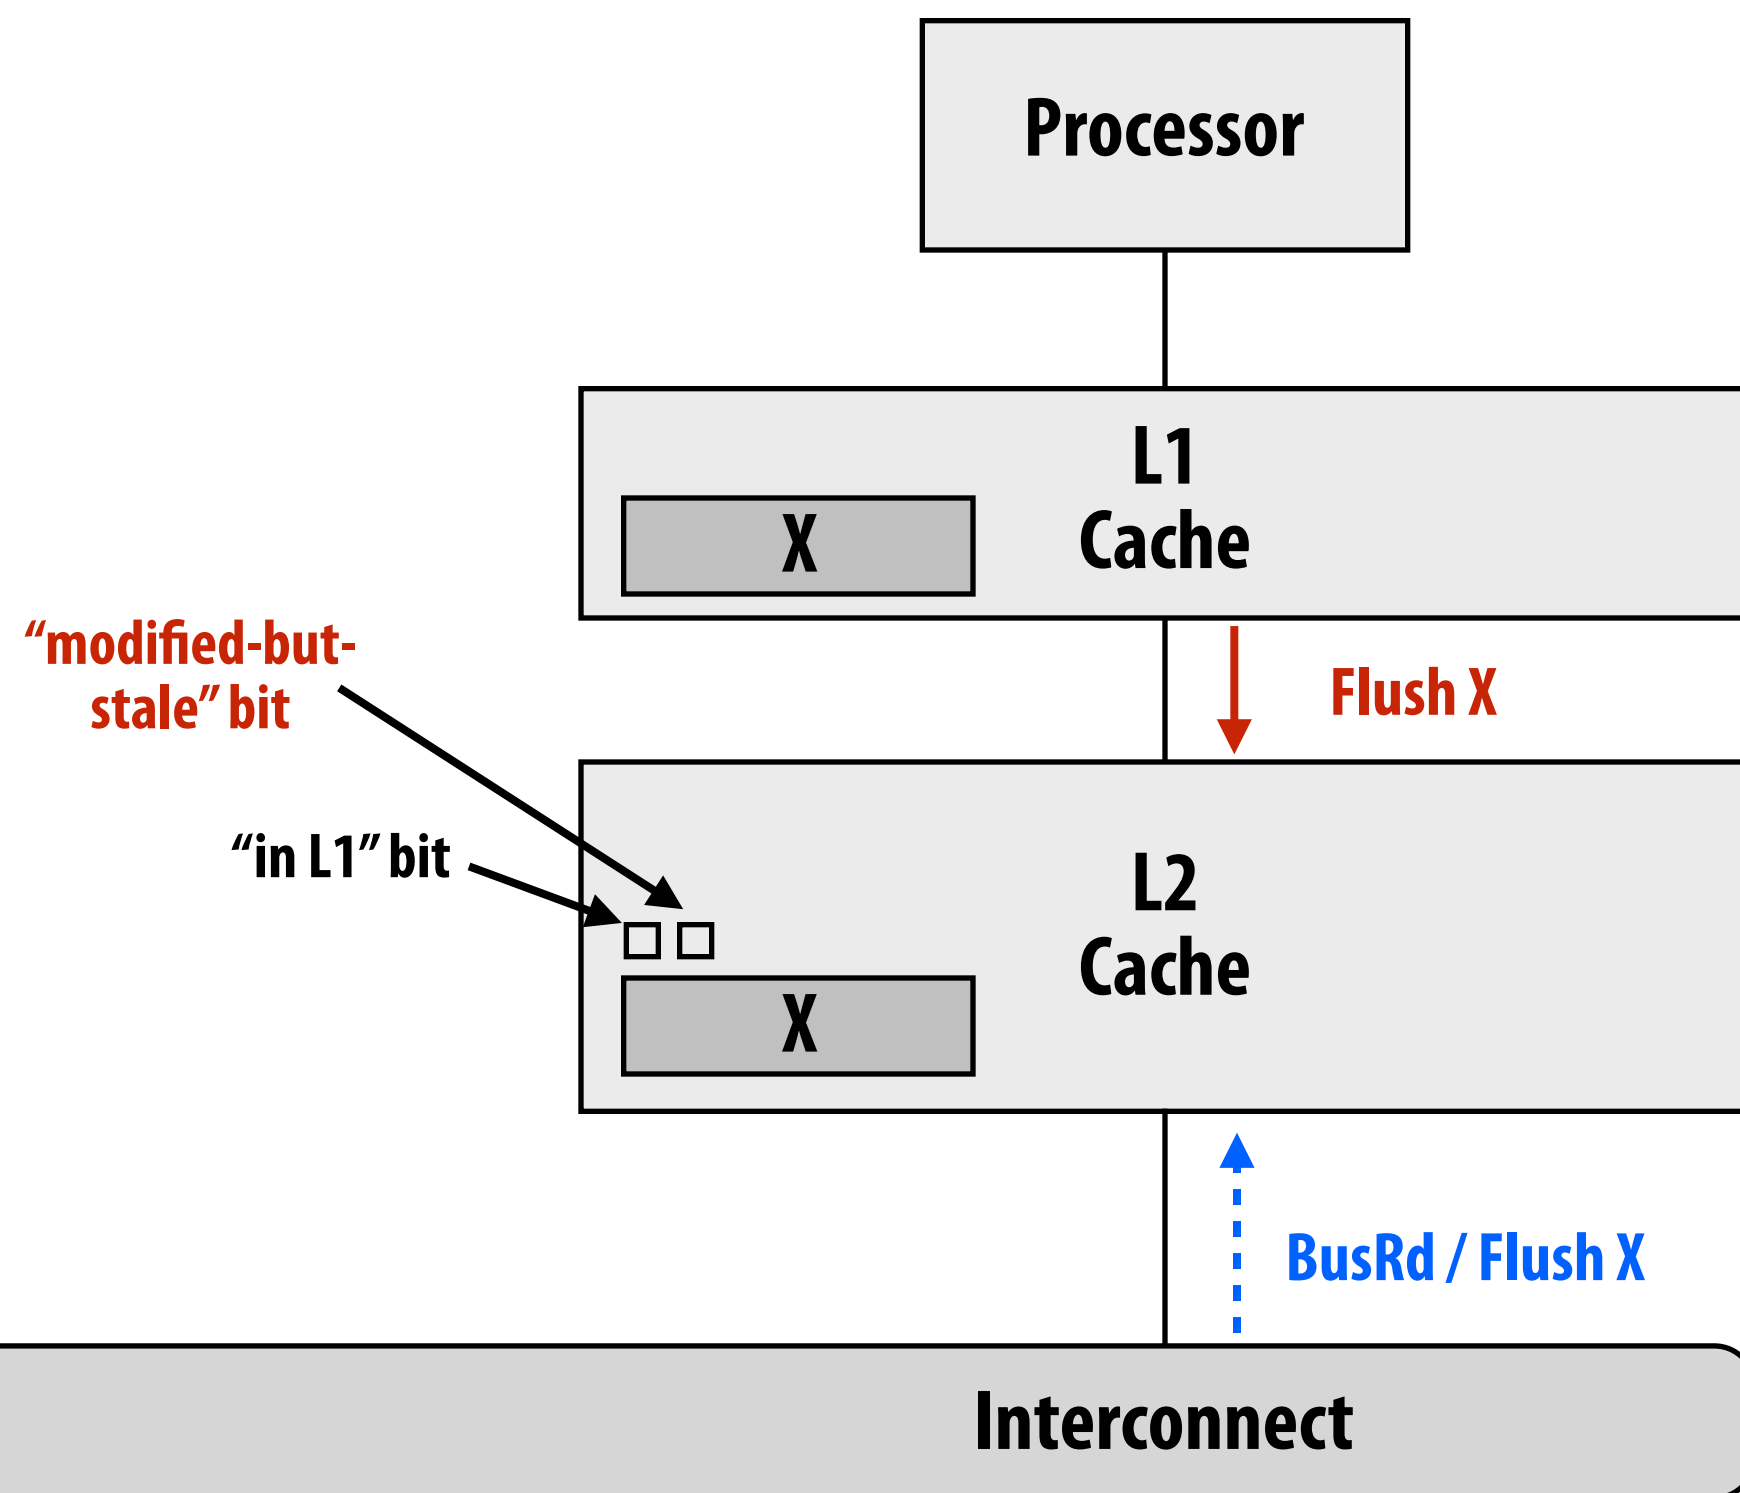 Processor
L1
Cache
X
“modified-but-
stale” bit
Flush X
“in L1” bit
L2
Cache
X
BusRd / Flush X
Interconnect